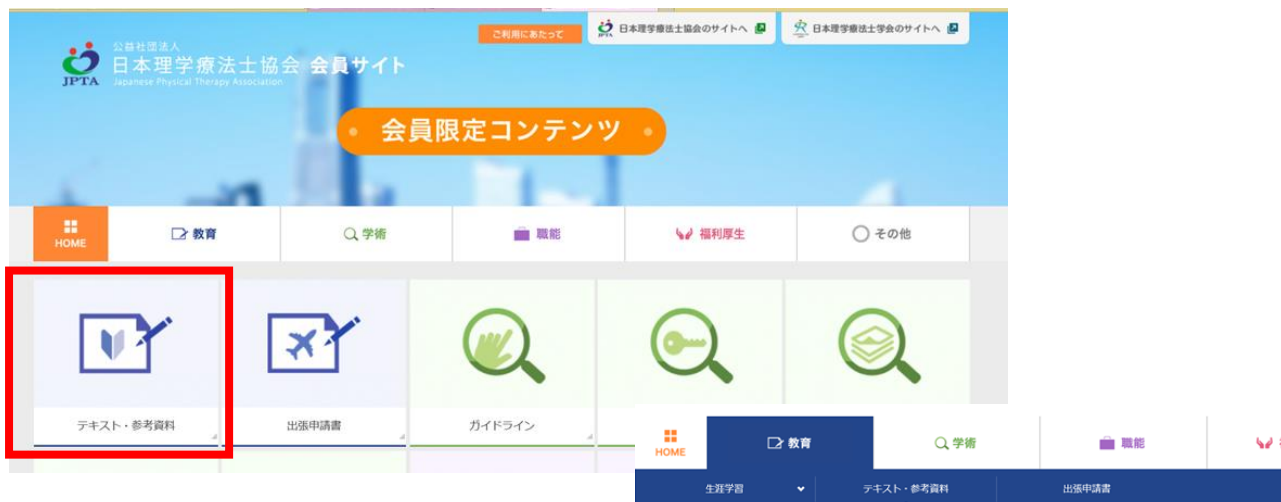 ご利用にあたって
日本理学療法士協会のサイトへ
日本理学療法士学会のサイトへ
公益社団法人
日本理学療法士協会 会員サイト
Japanese Physical Therapy Association
JPTA
会員限定コンテンツ
HOME
教育
学術
職能
福利厚生
その他
テキスト・参考資料
出張申請書
ガイドライン
HOME
教育
学術
職能
生涯学習
テキスト・参考資料
出張申請書